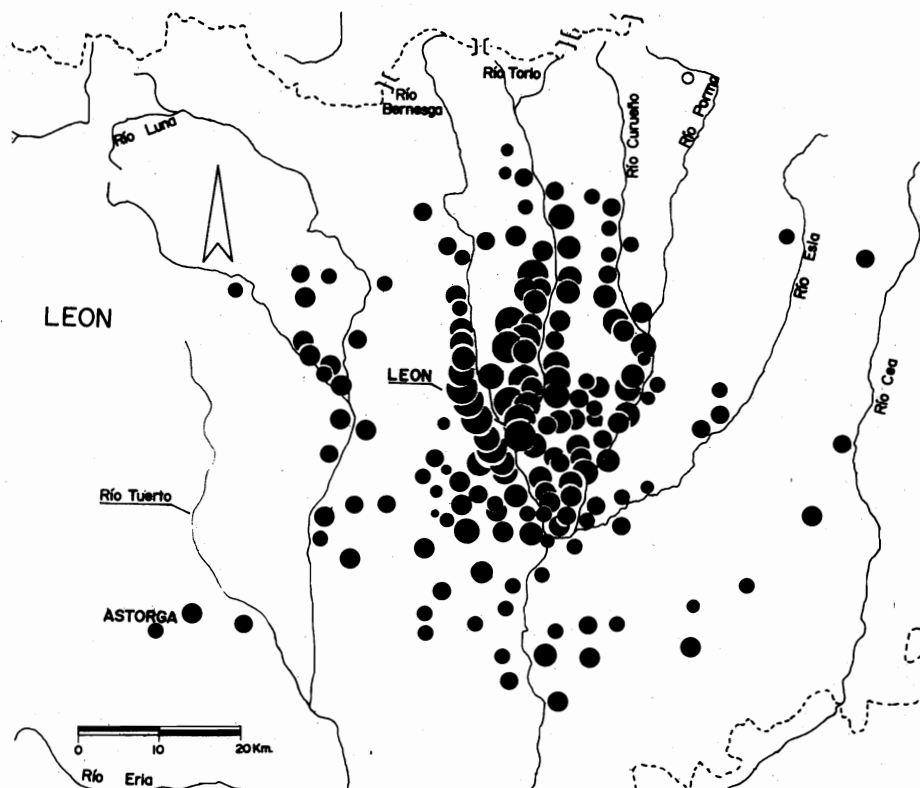 Río Torío
Río
Bernesga
Río Curueño
Río Porma
Río Luna
Río Esla
LEON
LEON
Río Cea
Río Tuerto
ASTORGA
0 10 20 Km.
Río Eria